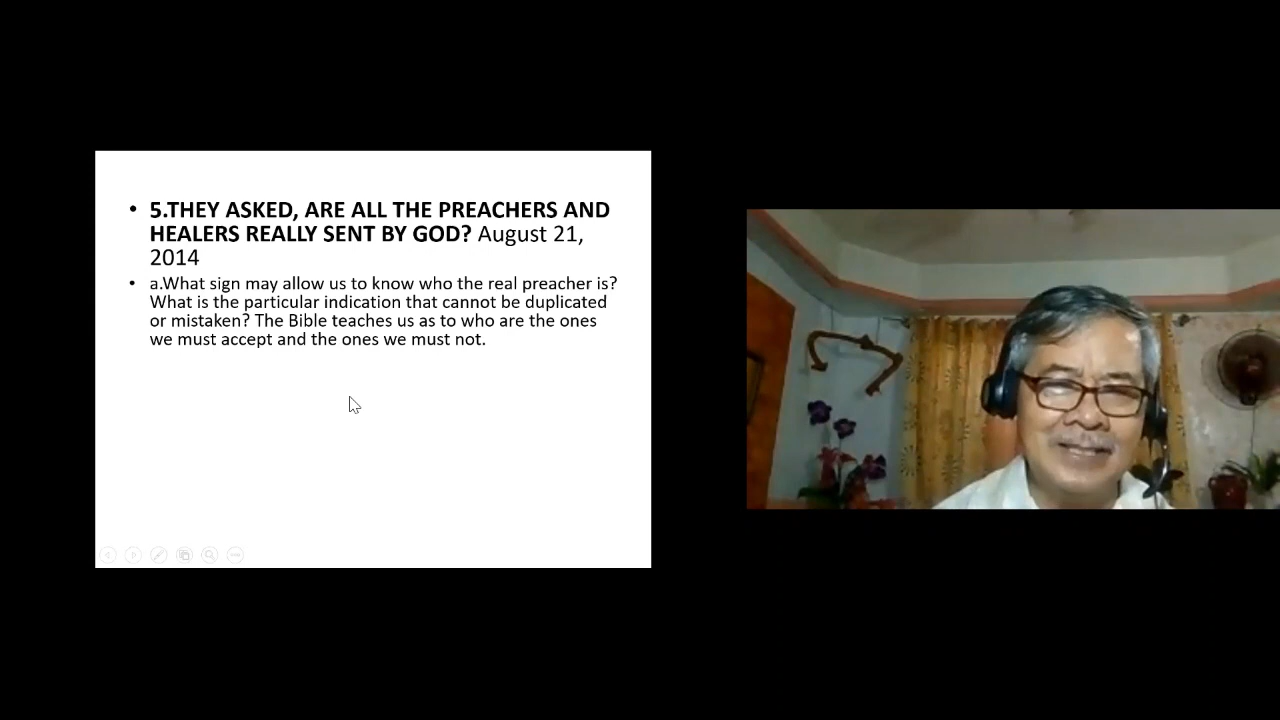 • 5.THEY ASKED, ARE ALL THE PREACHERS AND
HEALERS REALLY SENT BY GOD? August 21,
2014
• a.What sign may allow us to know who the real preacher is?
What is the particular indication that cannot be duplicated
or mistaken? The Bible teaches us as to who are the ones
we must accept and the ones we must not.